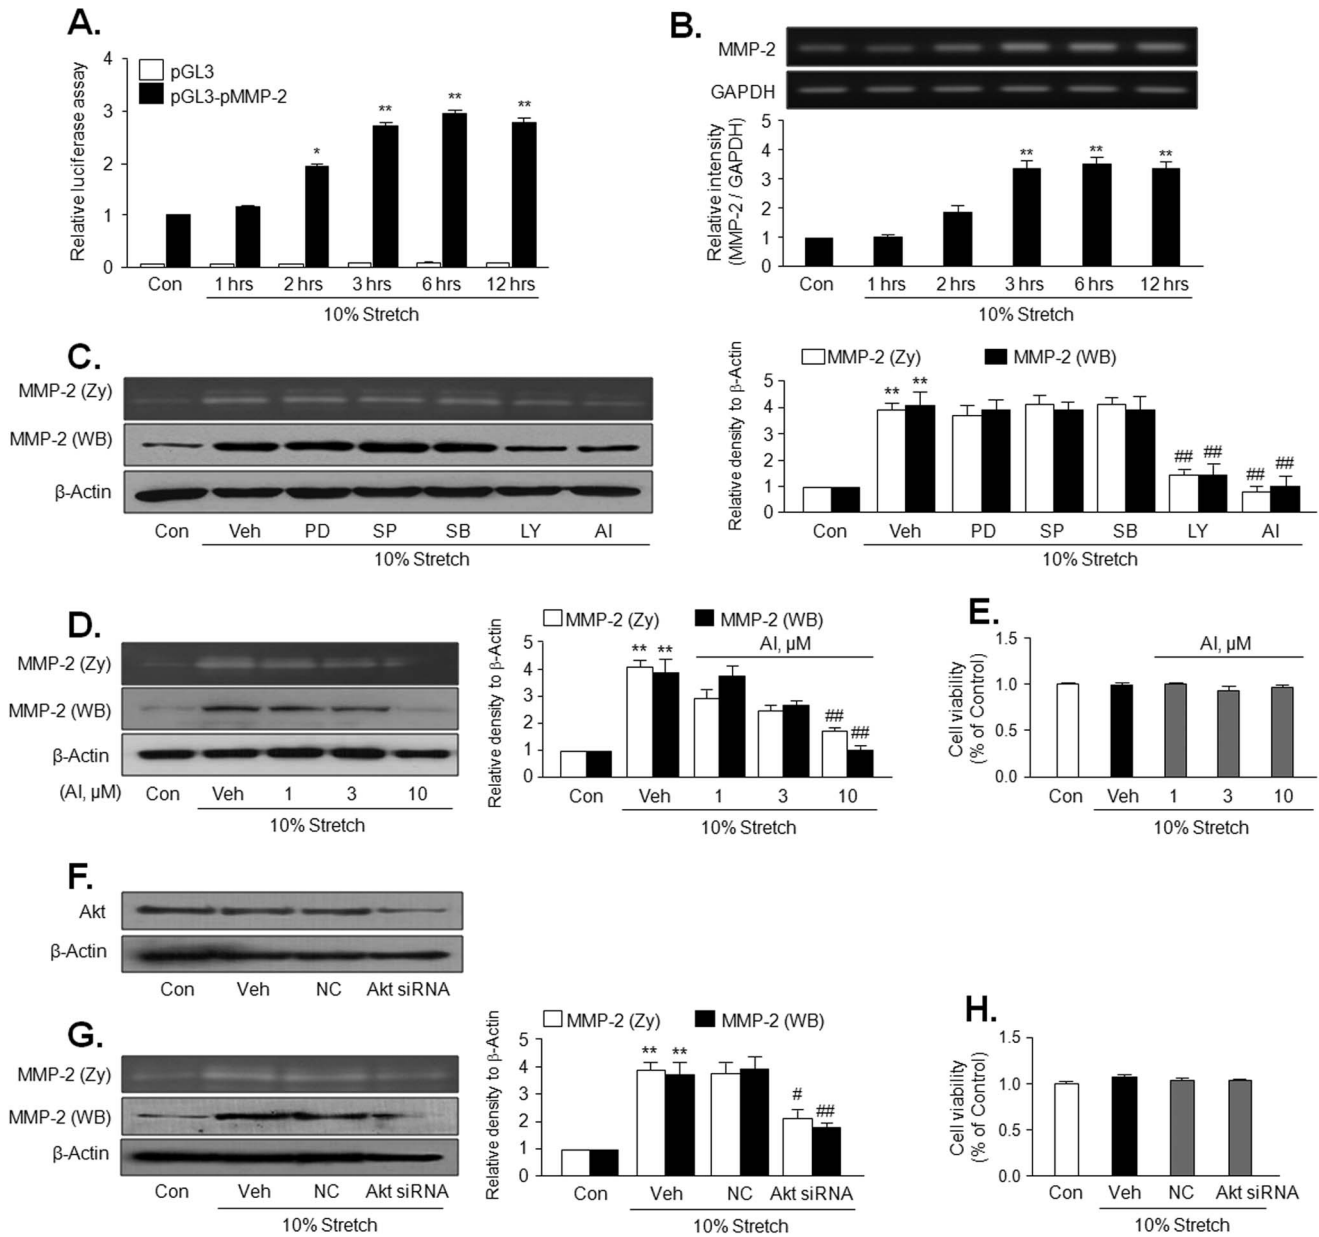 A.
Relative luciferase assay
4
3
2
1
0
pGL3
pGL3-pMMP-2
*
**
**
**
Con 1 hrs 2 hrs 3 hrs 6 hrs 12 hrs
10% Stretch
B.
MMP-2
GAPDH
Relative intensity
(MMP-2 / GAPDH)
5
4
3
2
1
0
**
**
**
Con 1 hrs 2 hrs 3 hrs 6 hrs 12 hrs
10% Stretch
C.
MMP-2 (Zy)
MMP-2 (WB)
β-Actin
Con Veh PD SP SB LY AI
10% Stretch
MMP-2 (Zy) MMP-2 (WB)
Relative density to β-Actin
5
4
3
2
1
0
** **
## ##
## ##
Con Veh PD SP SB LY AI
10% Stretch
D.
MMP-2 (Zy)
MMP-2 (WB)
β-Actin
(AI, μM) Con Veh 1 3 10
10% Stretch
MMP-2 (Zy) MMP-2 (WB)
Relative density to β-Actin
5
4
3
2
1
0
AI, μM
** **
##
##
Con Veh 1 3 10
10% Stretch
E.
Cell viability
(% of Control)
1.5
1.0
0.5
0.0
AI, μM
Con Veh 1 3 10
10% Stretch
F.
Akt
β-Actin
Con Veh NC Akt siRNA
G.
MMP-2 (Zy)
MMP-2 (WB)
β-Actin
Con Veh NC Akt siRNA
10% Stretch
MMP-2 (Zy) MMP-2 (WB)
Relative density to β-Actin
5
4
3
2
1
0
** **
#
##
Con Veh NC Akt siRNA
10% Stretch
H.
Cell viability
(% of Control)
1.5
1.0
0.5
0.0
Con Veh NC Akt siRNA
10% Stretch